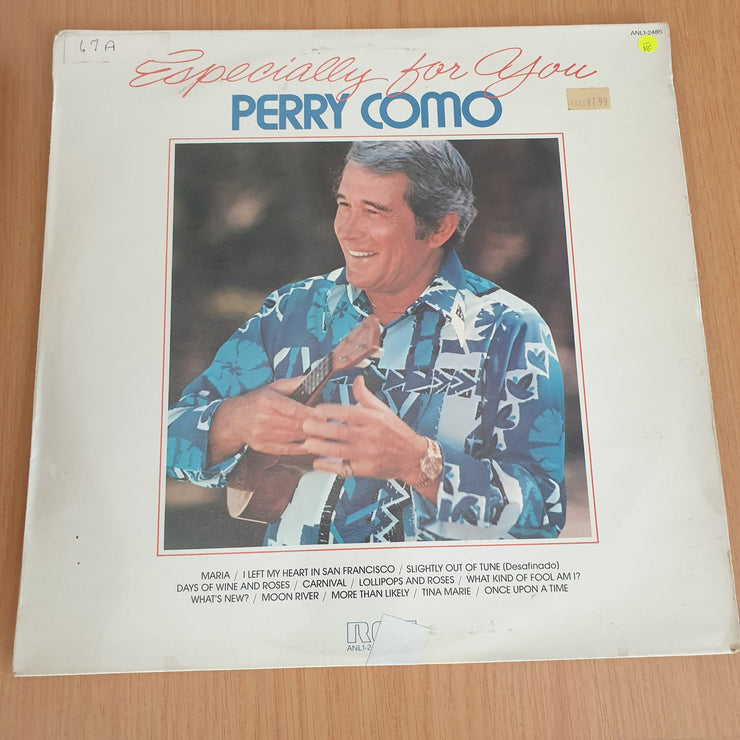 67A
ANL1-2485
VG
Especially for You
PERRY COMO
MARIA / I LEFT MY HEART IN SAN FRANCISCO / SLIGHTLY OUT OF TUNE (Desafinado)
DAYS OF WINE AND ROSES / CARNIVAL / LOLLIPOPS AND ROSES / WHAT KIND OF FOOL AM I?
WHAT'S NEW? / MOON RIVER / MORE THAN LIKELY / TINA MARIE / ONCE UPON A TIME